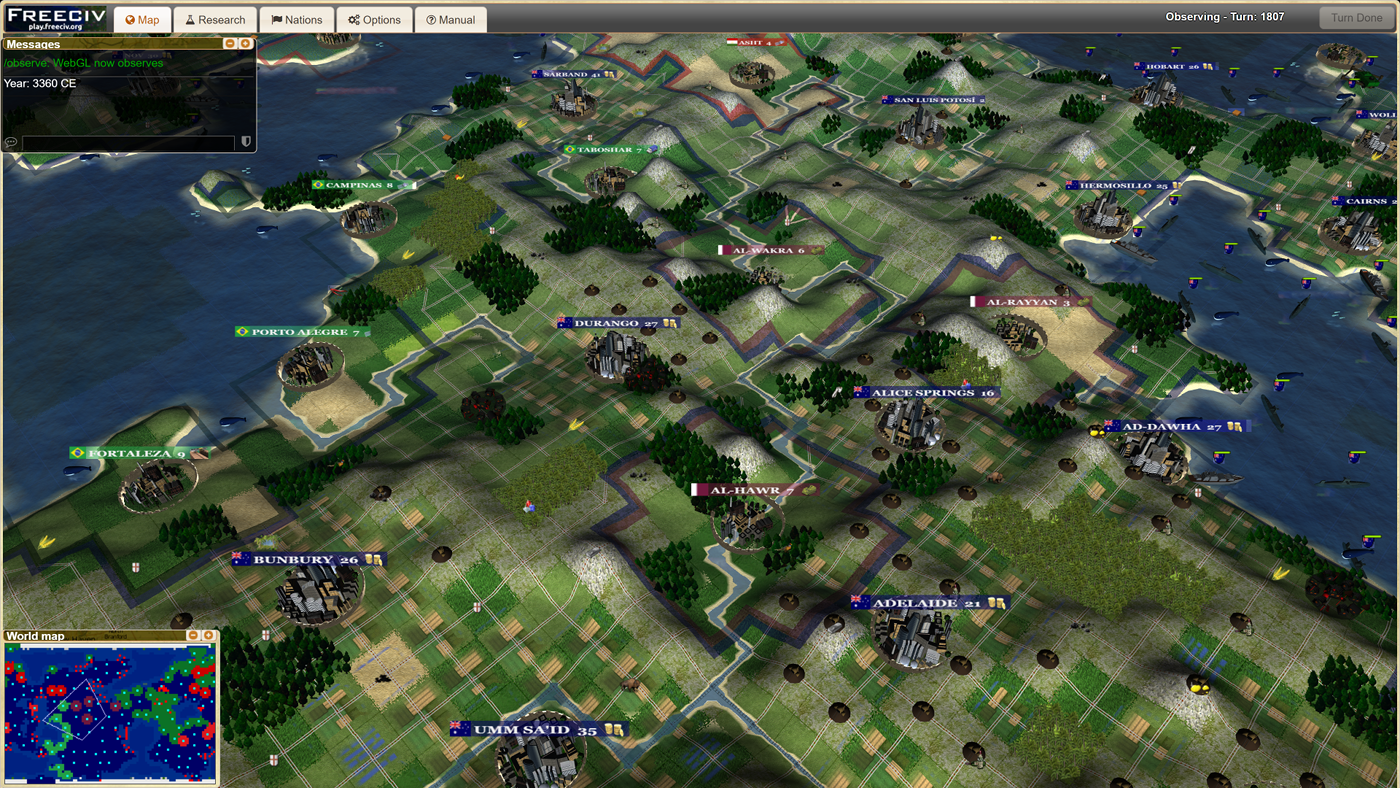 FREECIV
play.freeciv.org
Map
Research
Nations
Options
Manual
Observing - Turn: 1807
Turn Done
Messages
/observe: WebGL now observes
Year: 3360 CE
ASIIT 4
SARBAND 41
HOBART 26
SAN LUIS POTOSÍ 2
TABOSHAR 7
CAMPINAS 8
HERMOSILLO 25
CAIRNS
AL-WAKRA 6
AL-RAYYAN 3
DURANGO 27
PORTO ALEGRE 7
ALICE SPRINGS 16
AD-DAWHA 27
FORTALEZA 9
AL-HAWR 7
BUNBURY 26
ADELAIDE 21
World map
UMM SA'ID 35